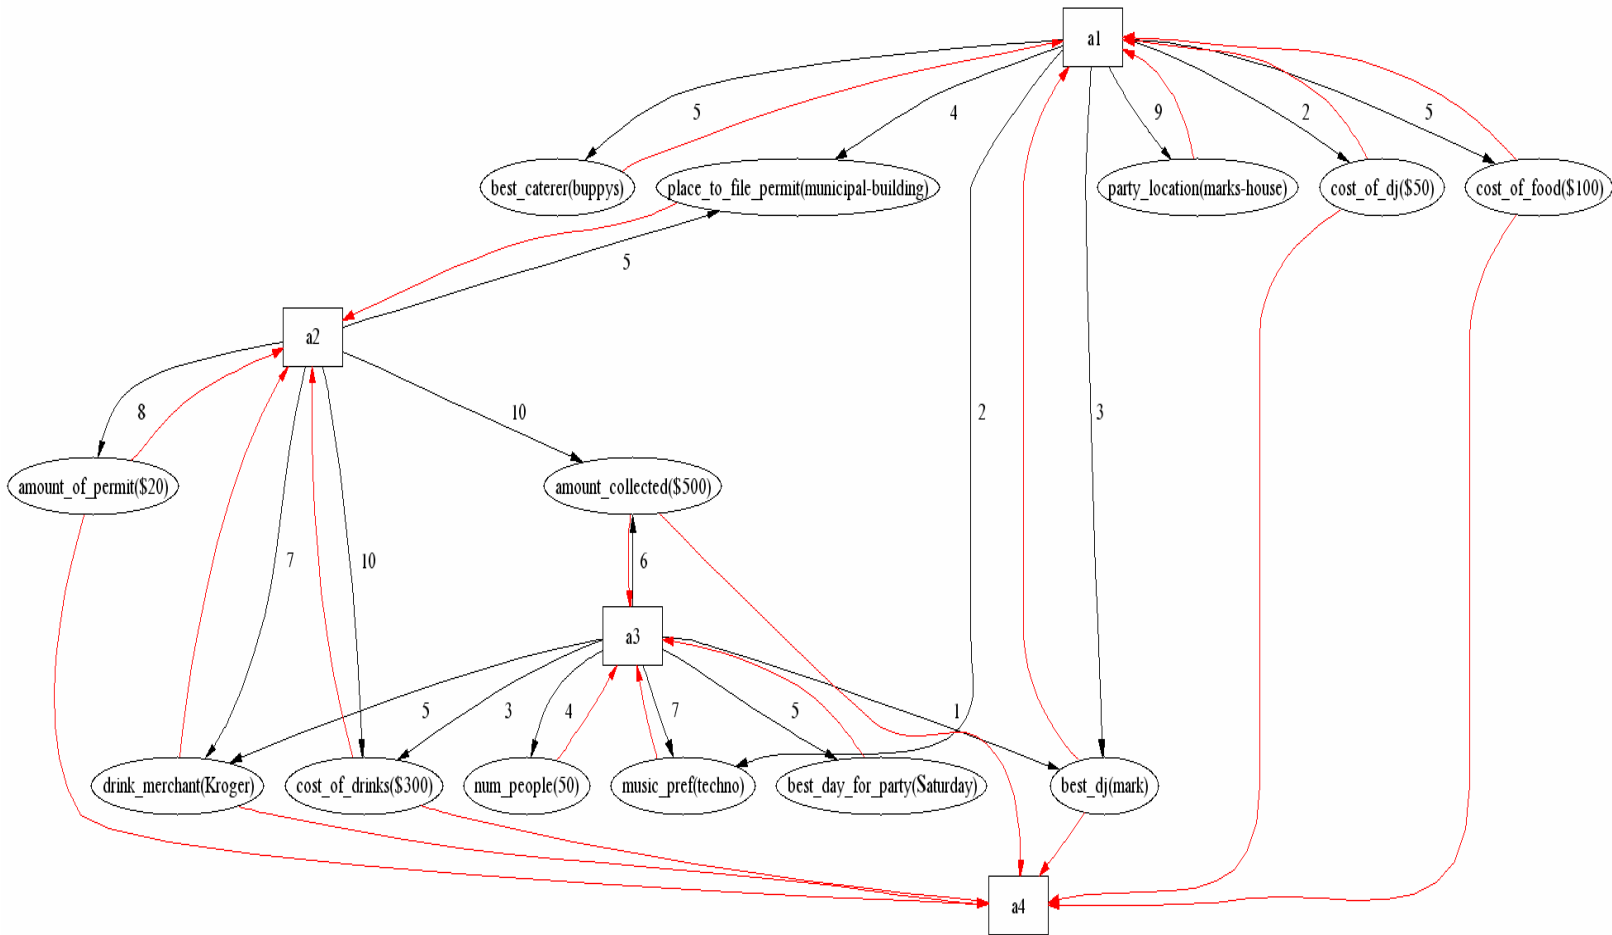 a1
5
4
9
2
5
best_caterer(buppys)
place_to_file_permit(municipal-building)
party_location(marks-house)
cost_of_dj($50)
cost_of_food($100)
5
a2
8
10
2
3
amount_of_permit($20)
amount_collected($500)
7
10
6
a3
5
3
4
7
5
1
drink_merchant(Kroger)
cost_of_drinks($300)
num_people(50)
music_pref(techno)
best_day_for_party(Saturday)
best_dj(mark)
a4